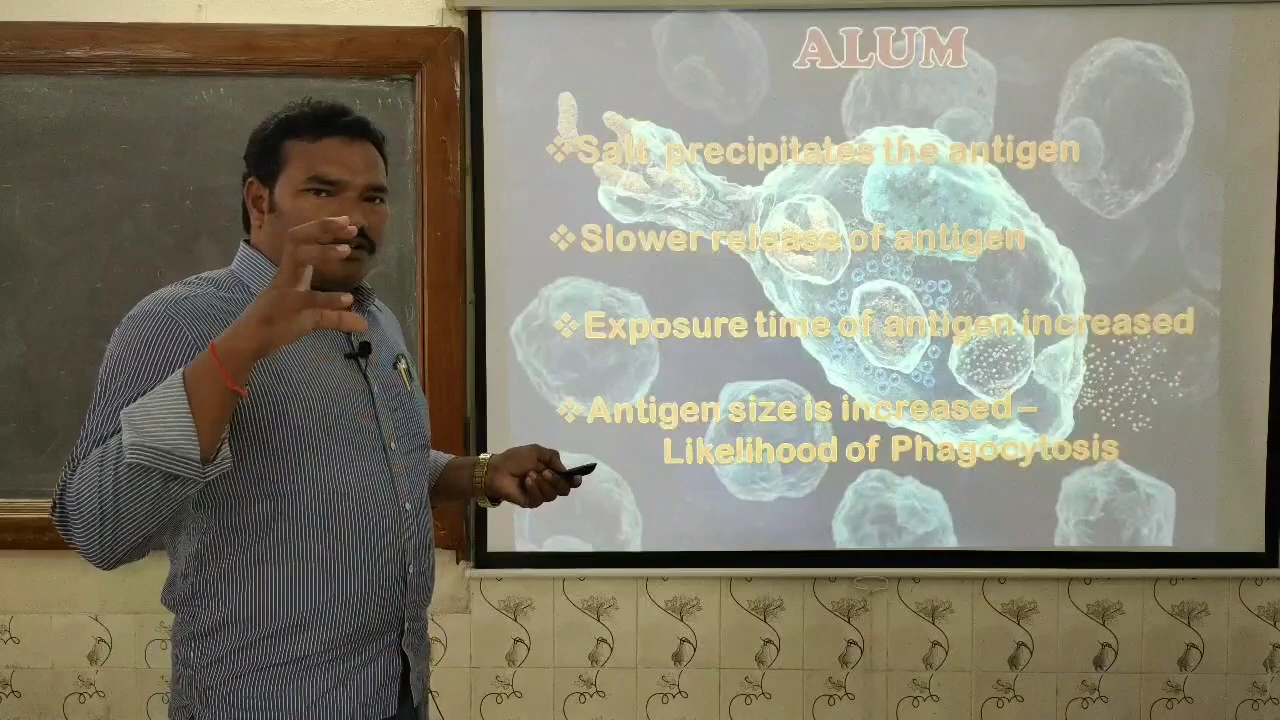 ALUM
❖Salt precipitates the antigen
❖Slower release of antigen
❖Exposure time of antigen increased
❖Antigen size is increased –
Likelihood of Phagocytosis